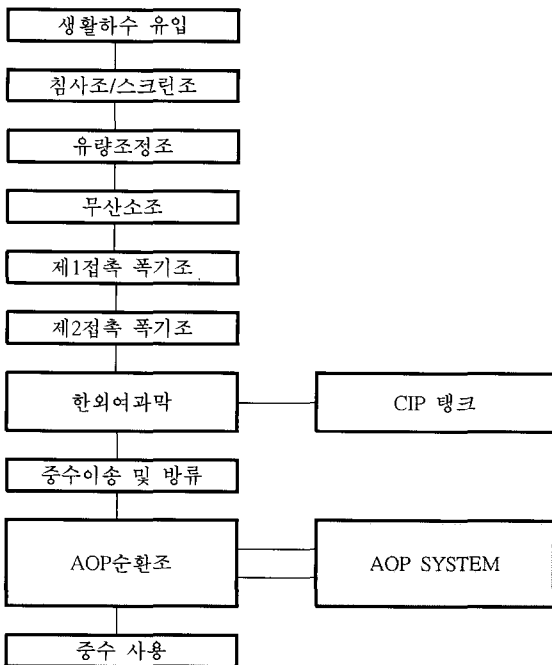 생활하수 유입
침사조/스크린조
유량조정조
무산소조
제1접촉 폭기조
제2접촉 폭기조
한외여과막
CIP 탱크
중수이송 및 방류
AOP순환조
AOP SYSTEM
중수 사용